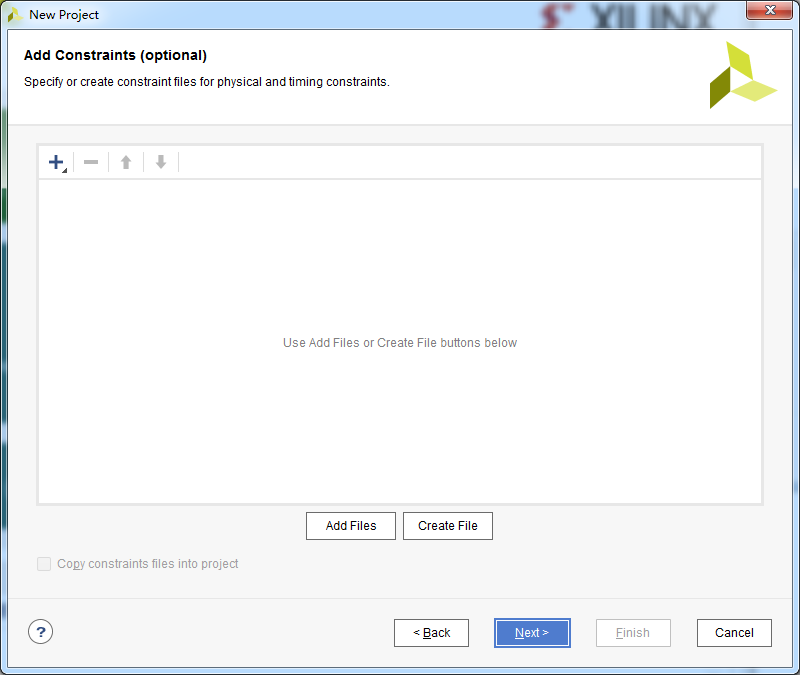 New Project
XILINX
Add Constraints (optional)
Specify or create constraint files for physical and timing constraints.
Use Add Files or Create File buttons below
Add Files
Create File
Copy constraints files into project
?
< Back
Next >
Finish
Cancel